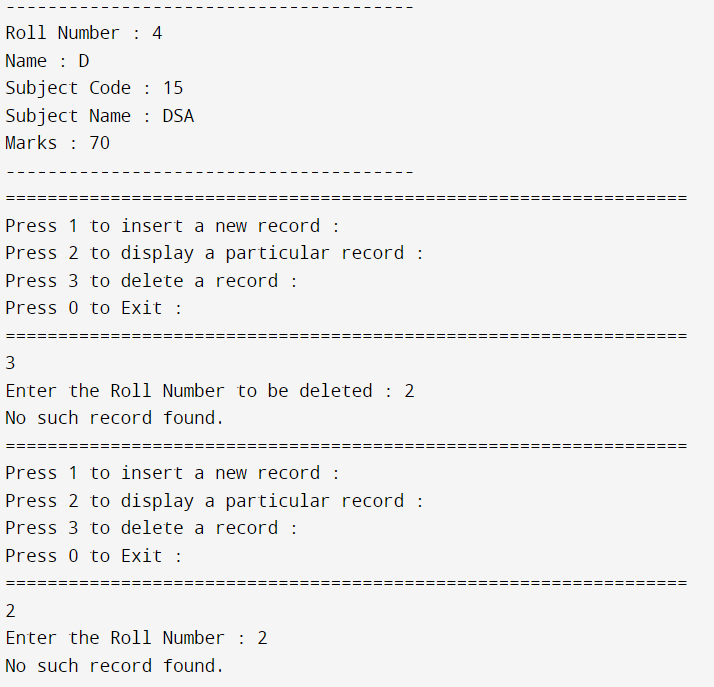 ---------------------------------------
Roll Number : 4
Name : D
Subject Code : 15
Subject Name : DSA
Marks : 70
---------------------------------------
=================================================================
Press 1 to insert a new record :
Press 2 to display a particular record :
Press 3 to delete a record :
Press 0 to Exit :
=================================================================
3
Enter the Roll Number to be deleted : 2
No such record found.
=================================================================
Press 1 to insert a new record :
Press 2 to display a particular record :
Press 3 to delete a record :
Press 0 to Exit :
=================================================================
2
Enter the Roll Number : 2
No such record found.